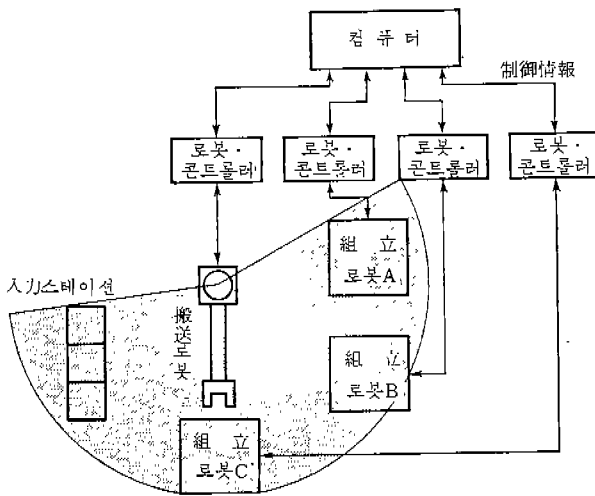 컴퓨터
制御情報
로봇·
콘트롤러
로봇·
콘트롤러
로봇·
콘트롤러
로봇·
콘트롤러
組 立
로봇A
入力스테이션
搬送로봇
組 立
로봇B
組 立
로봇C